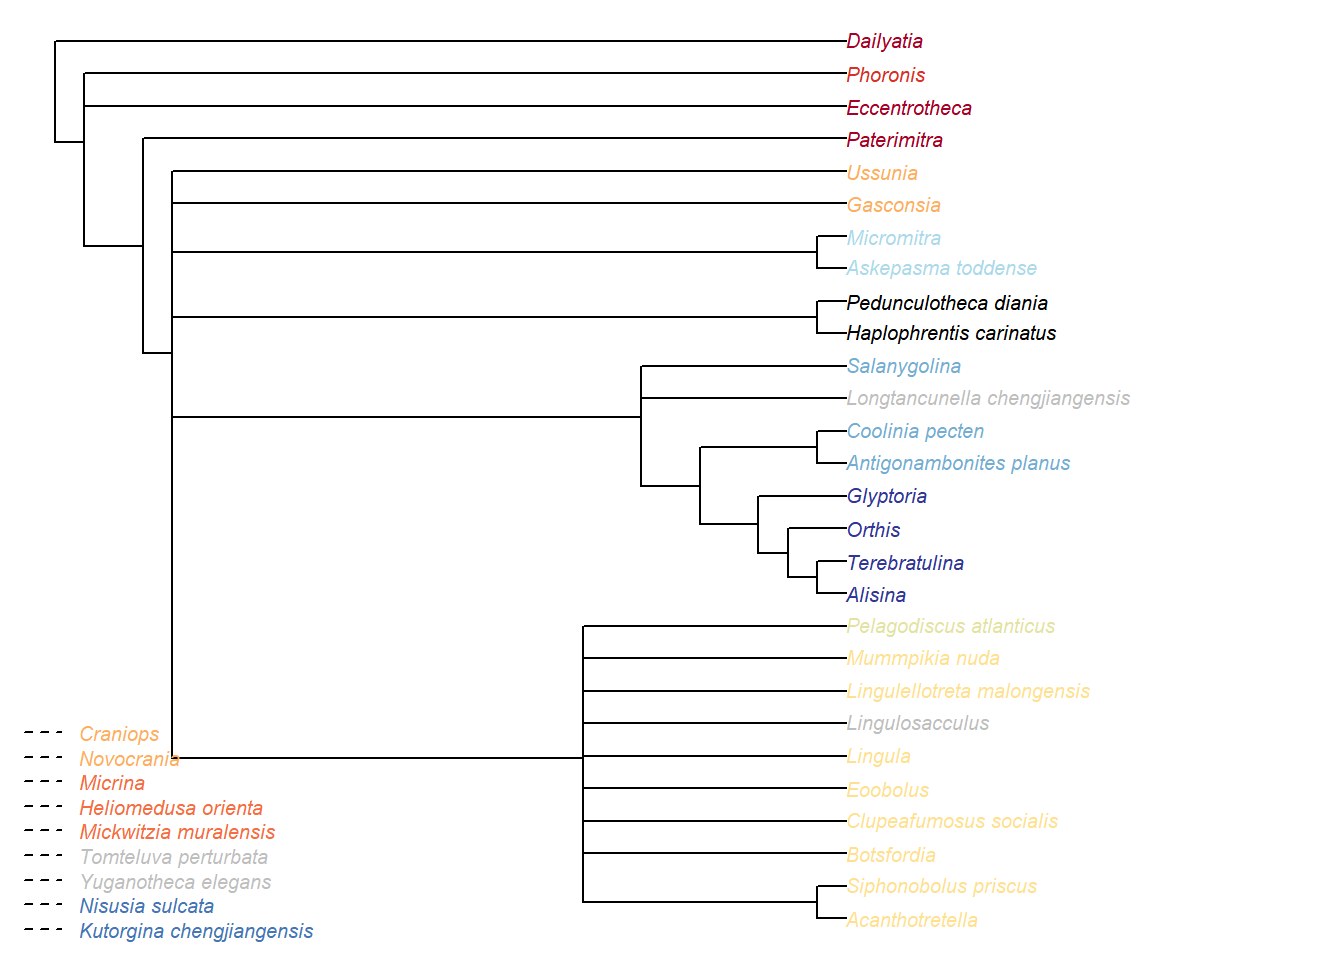 Dailyatia
Phoronis
Eccentrotheca
Paterimitra
Ussunia
Gasconsia
Micromitra
Askepasma toddense
Pedunculotheca diania
Haplophrentis carinatus
Salanygolina
Longtancunella chengjiangensis
Coolinia pecten
Antigonambonites planus
Glyptoria
Orthis
Terebratulina
Alisina
Pelagodiscus atlanticus
Mummpikia nuda
Lingulellotreta malongensis
Lingulosacculus
Lingula
Eoobolus
Clupeafumosus socialis
Botsfordia
Siphonobolus priscus
Acanthotretella
Craniops
Novocrania
Micrina
Heliomedusa orienta
Mickwitzia muralensis
Tomteluva perturbata
Yuganotheca elegans
Nisusia sulcata
Kutorgina chengjiangensis